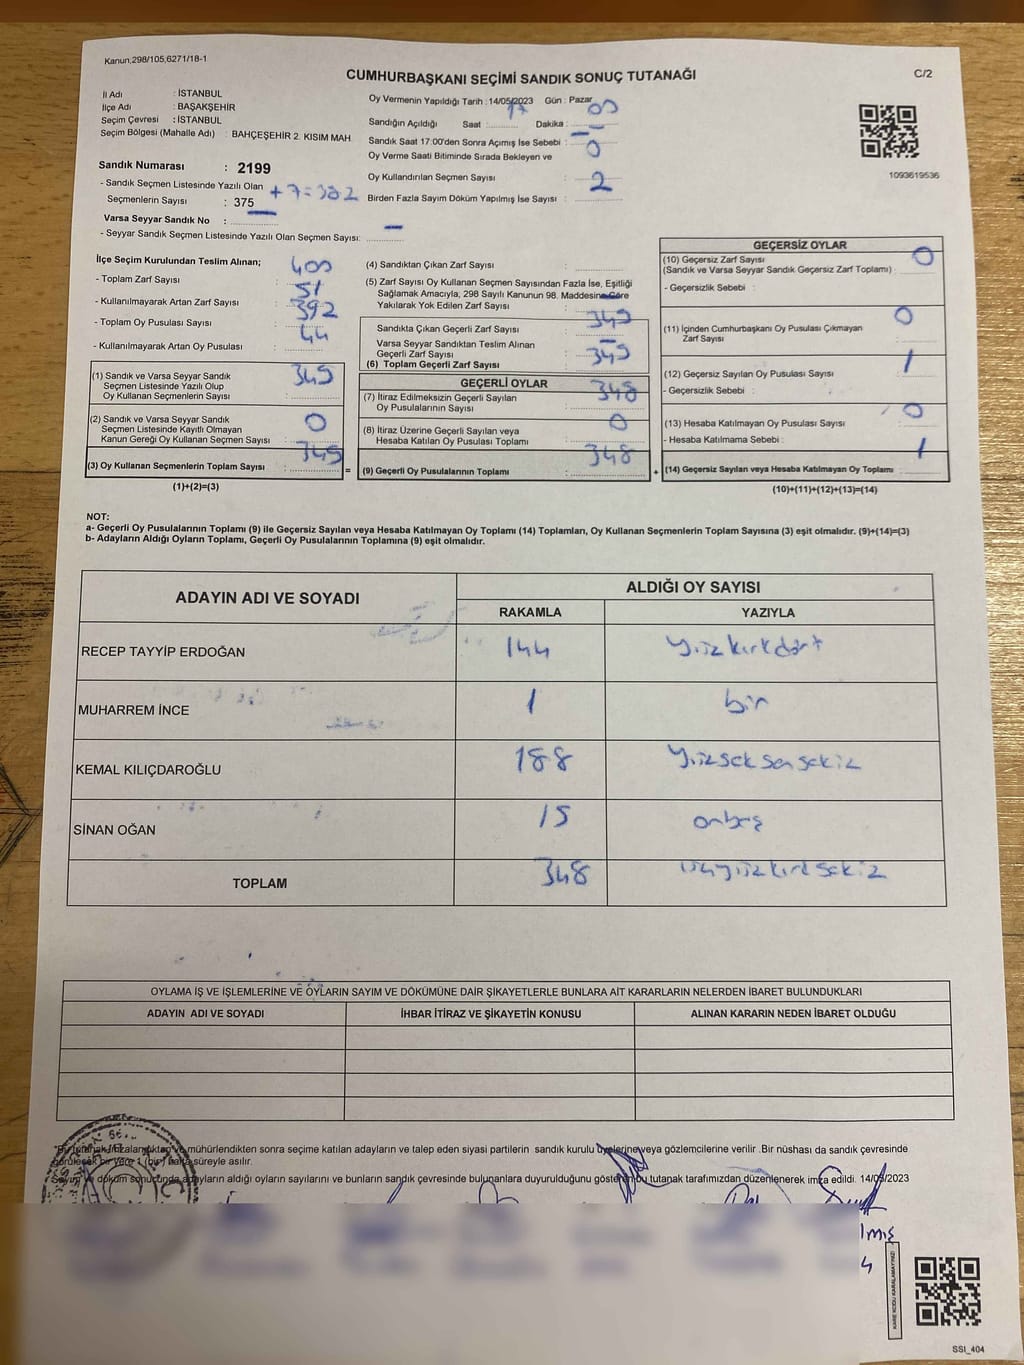 Kanun,298/105,6271/18-1
CUMHURBAŞKANI SEÇİMİ SANDIK SONUÇ TUTANAĞI
C/2
İl Adı : İSTANBUL
İlçe Adı : BAŞAKŞEHİR
Seçim Çevresi : İSTANBUL
Seçim Bölgesi (Mahalle Adı) : BAHÇEŞEHİR 2. KISIM MAH.
Sandık Numarası : 2199
- Sandık Seçmen Listesinde Yazılı Olan
Seçmenlerin Sayısı : 375 +7=382
Varsa Seyyar Sandık No :
- Seyyar Sandık Seçmen Listesinde Yazılı Olan Seçmen Sayısı: —
Oy Vermenin Yapıldığı Tarih : 14/05/2023 Gün : Pazar
Sandığın Açıldığı Saat : 17 Dakika : 00
Sandık Saat 17:00'den Sonra Açımış İse Sebebi : —
Oy Verme Saati Bitiminde Sırada Bekleyen ve
Oy Kullandırılan Seçmen Sayısı : 0
Birden Fazla Sayım Döküm Yapılmış İse Sayısı : 2
1093619536
İlçe Seçim Kurulundan Teslim Alınan;
- Toplam Zarf Sayısı : 400
- Kullanılmayarak Artan Zarf Sayısı : 51
- Toplam Oy Pusulası Sayısı : 392
- Kullanılmayarak Artan Oy Pusulası : 44
(1) Sandık ve Varsa Seyyar Sandık
Seçmen Listesinde Yazılı Olup
Oy Kullanan Seçmenlerin Sayısı : 349
(2) Sandık ve Varsa Seyyar Sandık
Seçmen Listesinde Kayıtlı Olmayan
Kanun Gereği Oy Kullanan Seçmen Sayısı : 0
(3) Oy Kullanan Seçmenlerin Toplam Sayısı : 349
(1)+(2)=(3)
=
(4) Sandıktan Çıkan Zarf Sayısı :
(5) Zarf Sayısı Oy Kullanan Seçmen Sayısından Fazla İse, Eşitliği
Sağlamak Amacıyla; 298 Sayılı Kanunun 98. Maddesine Göre
Yakılarak Yok Edilen Zarf Sayısı : —
Sandıkta Çıkan Geçerli Zarf Sayısı : 349
Varsa Seyyar Sandıktan Teslim Alınan
Geçerli Zarf Sayısı : —
(6) Toplam Geçerli Zarf Sayısı : 349
GEÇERLİ OYLAR
(7) İtiraz Edilmeksizin Geçerli Sayılan
Oy Pusulalarının Sayısı : 348
(8) İtiraz Üzerine Geçerli Sayılan veya
Hesaba Katılan Oy Pusulası Toplamı : 0
(9) Geçerli Oy Pusulalarının Toplamı : 348
+
GEÇERSİZ OYLAR
(10) Geçersiz Zarf Sayısı
(Sandık ve Varsa Seyyar Sandık Geçersiz Zarf Toplamı) : 0
- Geçersizlik Sebebi :
(11) İçinden Cumhurbaşkanı Oy Pusulası Çıkmayan
Zarf Sayısı : 0
(12) Geçersiz Sayılan Oy Pusulası Sayısı : 1
- Geçersizlik Sebebi :
(13) Hesaba Katılmayan Oy Pusulası Sayısı : 0
- Hesaba Katılmama Sebebi :
(14) Geçersiz Sayılan veya Hesaba Katılmayan Oy Toplamı : 1
(10)+(11)+(12)+(13)=(14)
NOT:
a- Geçerli Oy Pusulalarının Toplamı (9) ile Geçersiz Sayılan veya Hesaba Katılmayan Oy Toplamı (14) Toplamları, Oy Kullanan Seçmenlerin Toplam Sayısına (3) eşit olmalıdır. (9)+(14)=(3)
b- Adayların Aldığı Oyların Toplamı, Geçerli Oy Pusulalarının Toplamına (9) eşit olmalıdır.
ADAYIN ADI VE SOYADI
ALDIĞI OY SAYISI
RAKAMLA YAZIYLA
RECEP TAYYİP ERDOĞAN 144 yüzkırkdört
MUHARREM İNCE 1 bir
KEMAL KILIÇDAROĞLU 188 yüzseksensekiz
SİNAN OĞAN 15 onbeş
TOPLAM 348 üçyüzkırksekiz
OYLAMA İŞ VE İŞLEMLERİNE VE OYLARIN SAYIM VE DÖKÜMÜNE DAİR ŞİKAYETLERLE BUNLARA AİT KARARLARIN NELERDEN İBARET BULUNDUKLARI
ADAYIN ADI VE SOYADI
İHBAR İTİRAZ VE ŞİKAYETİN KONUSU
ALINAN KARARIN NEDEN İBARET OLDUĞU
mühürlendikten sonra seçime katılan adayların ve talep eden siyasi partilerin sandık kurulu üyelerine veya gözlemcilerine verilir .Bir nüshası da sandık çevresinde
görülecek bir yere 1 (bir) hafta süreyle asılır.
Sayım ve döküm sonucunda adayların aldığı oyların sayılarını ve bunların sandık çevresinde bulunanlara duyurulduğunu gösteren bu tutanak tarafımızdan düzenlenerek imza edildi. 14/05/2023
KARE KODU KARALAMAYINIZ!
SSİ_404